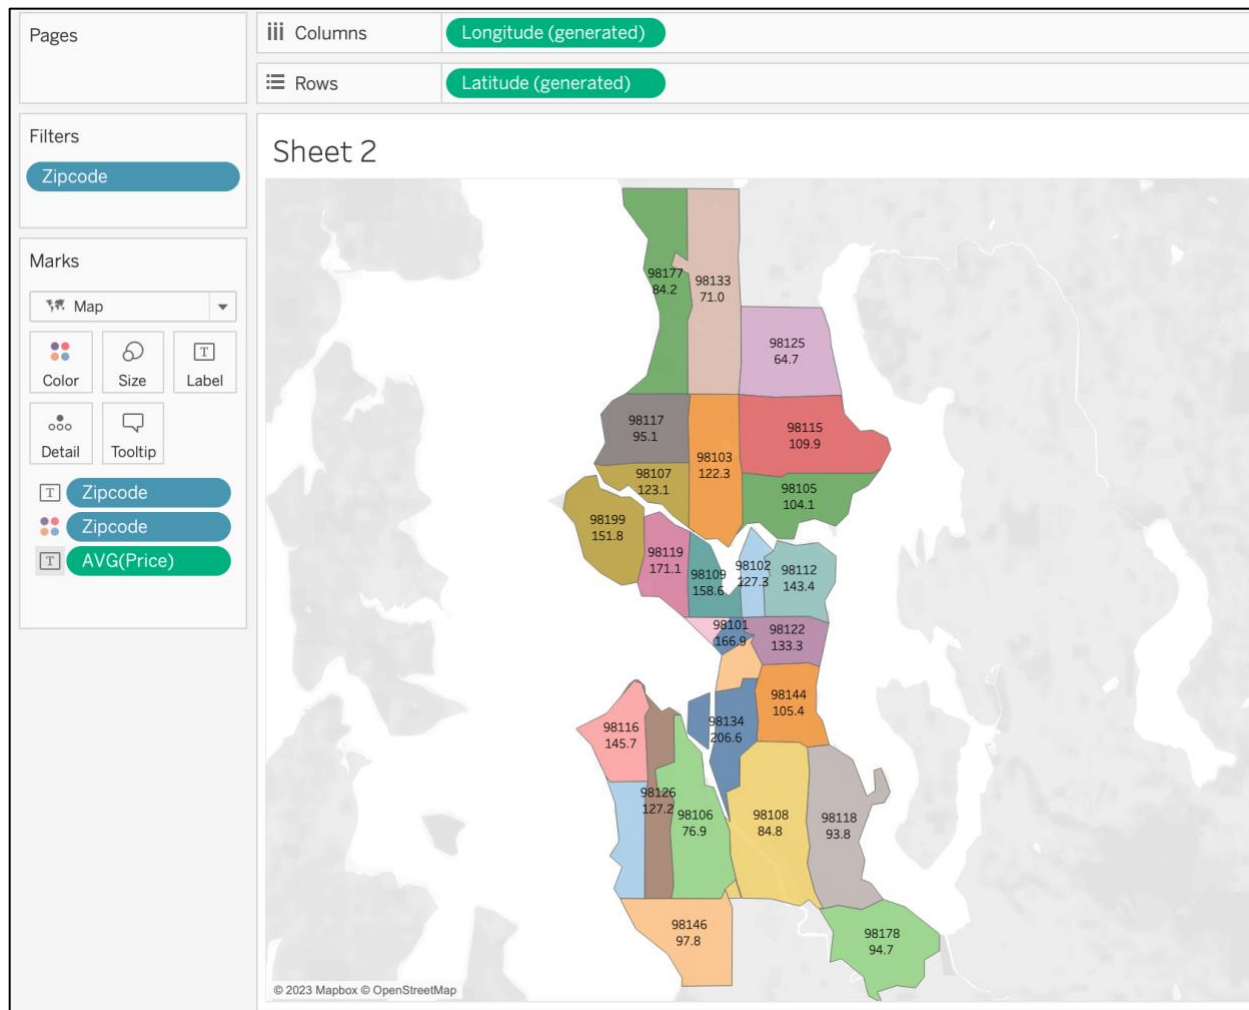 Pages
Columns
Longitude (generated)
Rows
Latitude (generated)
Filters
Zipcode
Sheet 2
Marks
Map
Color
Size
Label
Detail
Tooltip
Zipcode
Zipcode
AVG(Price)
98177
84.2
98133
71.0
98125
64.7
98117
95.1
98103
122.3
98115
109.9
98107
123.1
98105
104.1
98199
151.8
98119
171.1
98109
158.6
98102
127.3
98112
143.4
98101
166.9
98122
133.3
98144
105.4
98134
206.6
98116
145.7
98126
127.2
98106
76.9
98108
84.8
98118
93.8
98146
97.8
98178
94.7
© 2023 Mapbox © OpenStreetMap